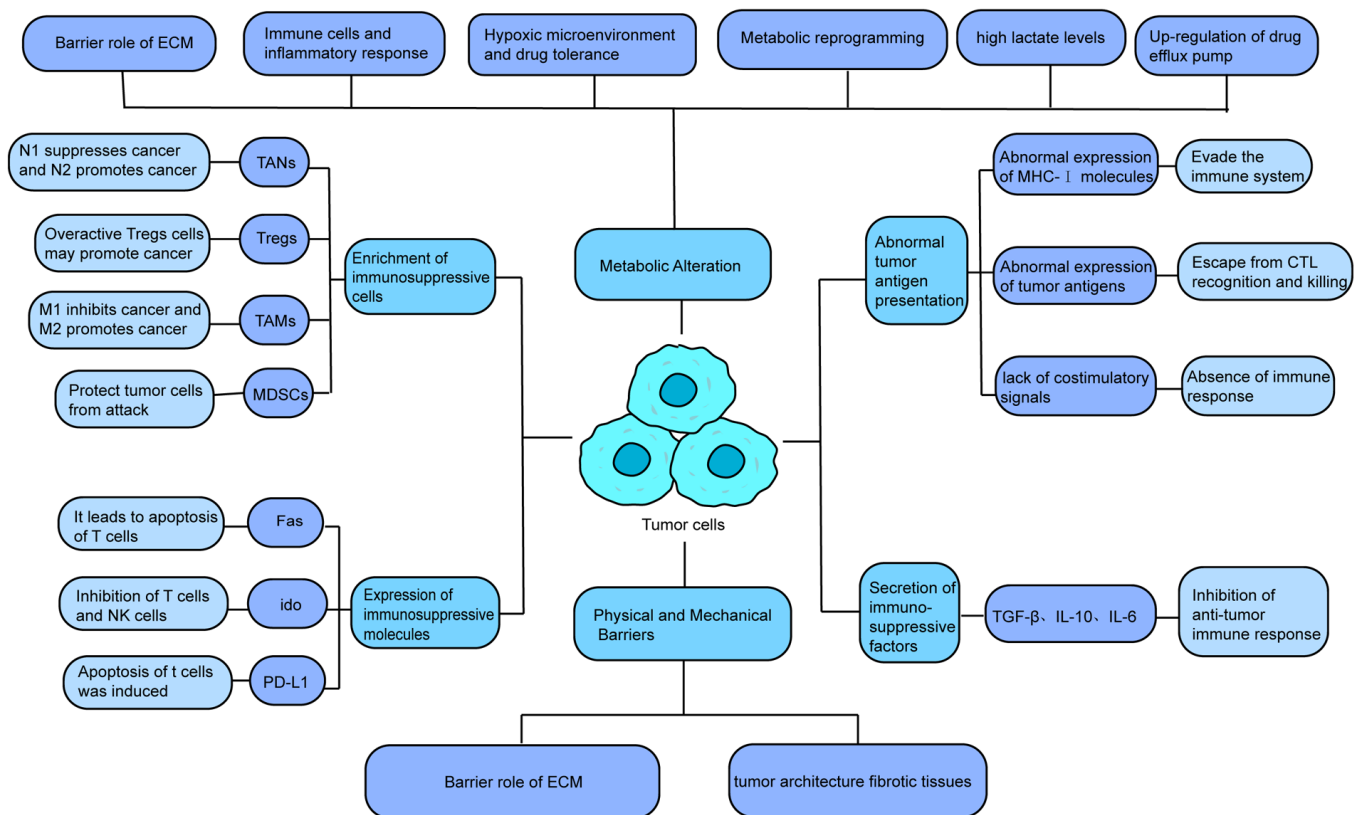 Barrier role of ECM
Immune cells and
inflammatory response
Hypoxic microenvironment
and drug tolerance
Metabolic reprogramming
high lactate levels
Up-regulation of drug
efflux pump
N1 suppresses cancer
and N2 promotes cancer
TANs
Overactive Tregs cells
may promote cancer
Tregs
M1 inhibits cancer and
M2 promotes cancer
TAMs
Protect tumor cells
from attack
MDSCs
Enrichment of
immunosuppressive
cells
Metabolic Alteration
Abnormal
tumor
antigen
presentation
Abnormal expression
of MHC-Ⅰ molecules
Evade the
immune system
Abnormal expression
of tumor antigens
Escape from CTL
recognition and killing
lack of costimulatory
signals
Absence of immune
response
Tumor cells
It leads to apoptosis
of T cells
Fas
Inhibition of T cells
and NK cells
ido
Apoptosis of t cells
was induced
PD-L1
Expression of
immunosuppressive
molecules
Physical and Mechanical
Barriers
Secretion of
immuno-
suppressive
factors
TGF-β、IL-10、IL-6
Inhibition of
anti-tumor
immune response
Barrier role of ECM
tumor architecture fibrotic tissues